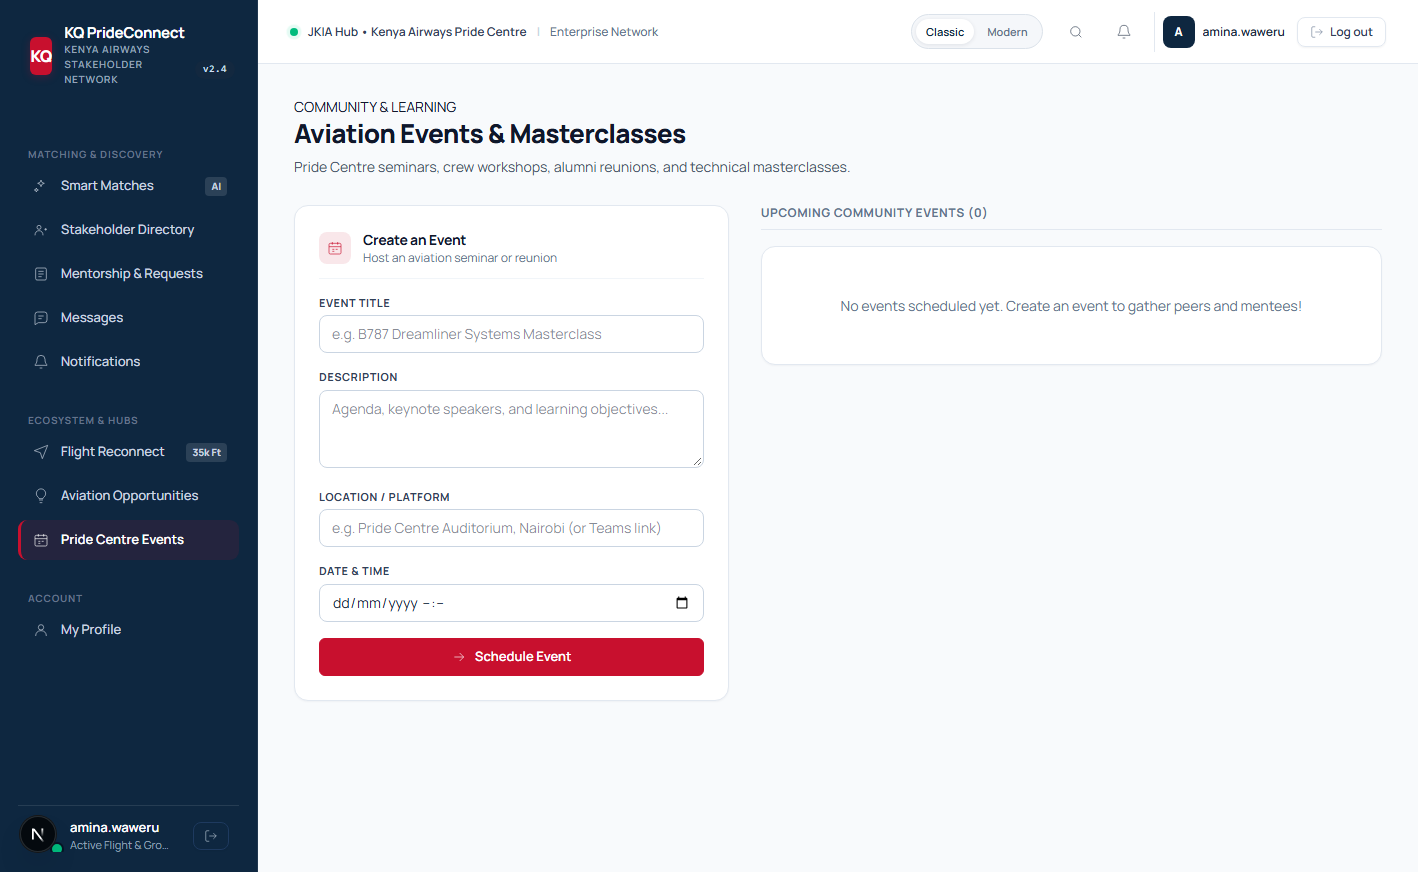 KQ
KQ PrideConnect
KENYA AIRWAYS
STAKEHOLDER
NETWORK
v2.4
MATCHING & DISCOVERY
Smart Matches
AI
Stakeholder Directory
Mentorship & Requests
Messages
Notifications
ECOSYSTEM & HUBS
Flight Reconnect
35k Ft
Aviation Opportunities
Pride Centre Events
ACCOUNT
My Profile
N
amina.waweru
Active Flight & Gro...
JKIA Hub • Kenya Airways Pride Centre | Enterprise Network
Classic
Modern
A
amina.waweru
Log out
COMMUNITY & LEARNING
Aviation Events & Masterclasses
Pride Centre seminars, crew workshops, alumni reunions, and technical masterclasses.
Create an Event
Host an aviation seminar or reunion
EVENT TITLE
e.g. B787 Dreamliner Systems Masterclass
DESCRIPTION
Agenda, keynote speakers, and learning objectives...
LOCATION / PLATFORM
e.g. Pride Centre Auditorium, Nairobi (or Teams link)
DATE & TIME
dd/mm/yyyy –:–
Schedule Event
UPCOMING COMMUNITY EVENTS (0)
No events scheduled yet. Create an event to gather peers and mentees!